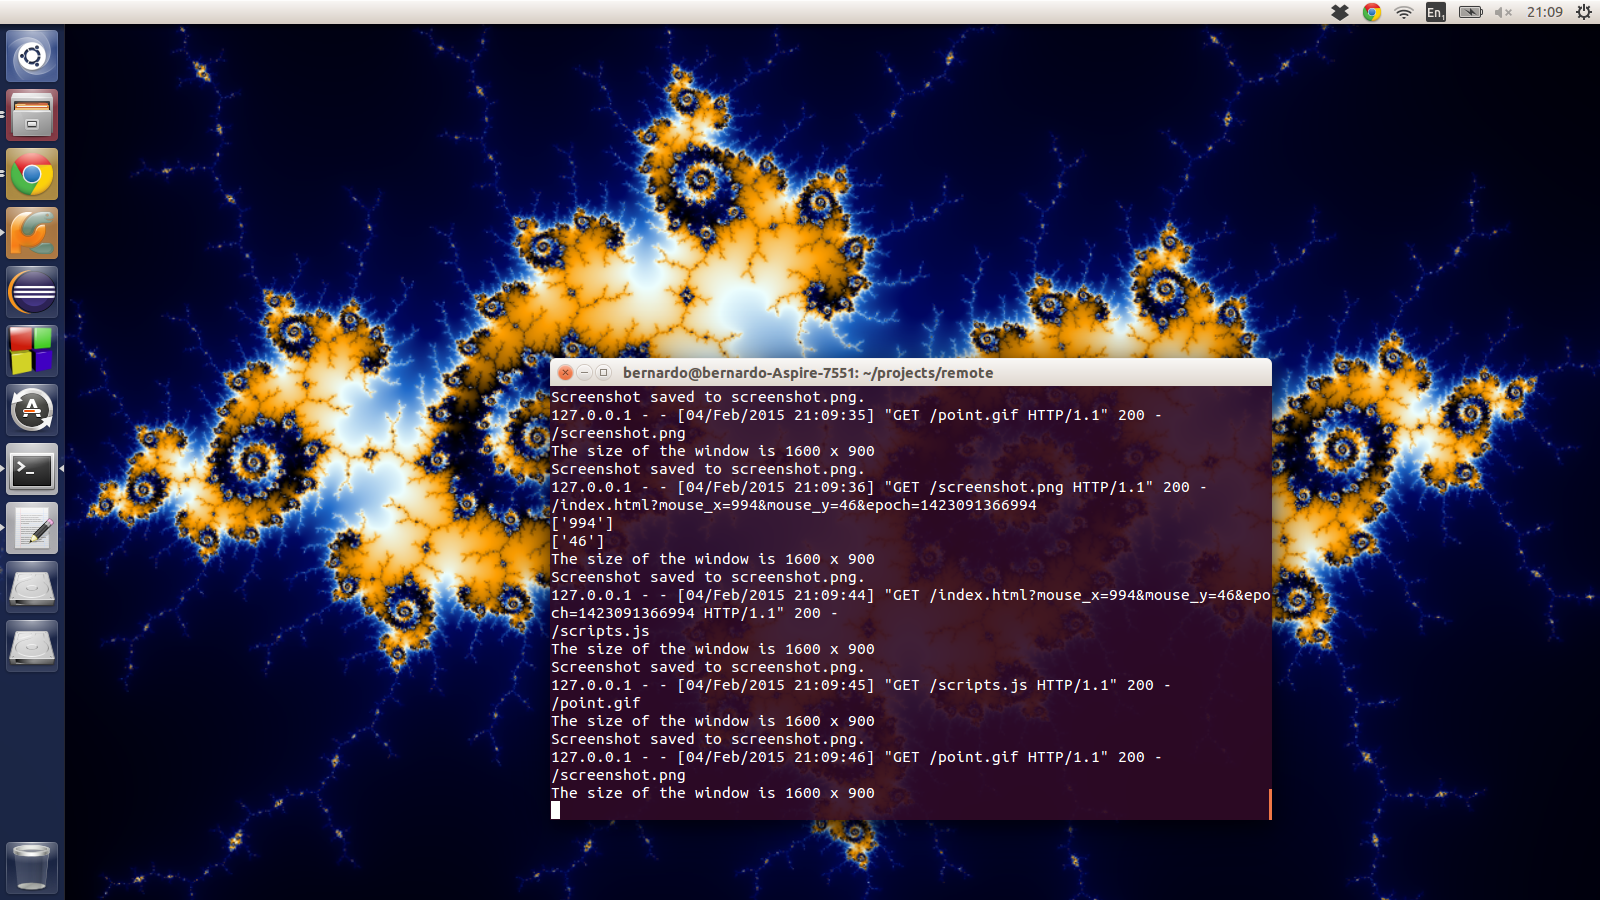 En1
21:09
bernardo@bernardo-Aspire-7551: ~/projects/remote
Screenshot saved to screenshot.png.
127.0.0.1 - - [04/Feb/2015 21:09:35] "GET /point.gif HTTP/1.1" 200 -
/screenshot.png
The size of the window is 1600 x 900
Screenshot saved to screenshot.png.
127.0.0.1 - - [04/Feb/2015 21:09:36] "GET /screenshot.png HTTP/1.1" 200 -
/index.html?mouse_x=994&mouse_y=46&epoch=1423091366994
['994']
['46']
The size of the window is 1600 x 900
Screenshot saved to screenshot.png.
127.0.0.1 - - [04/Feb/2015 21:09:44] "GET /index.html?mouse_x=994&mouse_y=46&epo
ch=1423091366994 HTTP/1.1" 200 -
/scripts.js
The size of the window is 1600 x 900
Screenshot saved to screenshot.png.
127.0.0.1 - - [04/Feb/2015 21:09:45] "GET /scripts.js HTTP/1.1" 200 -
/point.gif
The size of the window is 1600 x 900
Screenshot saved to screenshot.png.
127.0.0.1 - - [04/Feb/2015 21:09:46] "GET /point.gif HTTP/1.1" 200 -
/screenshot.png
The size of the window is 1600 x 900